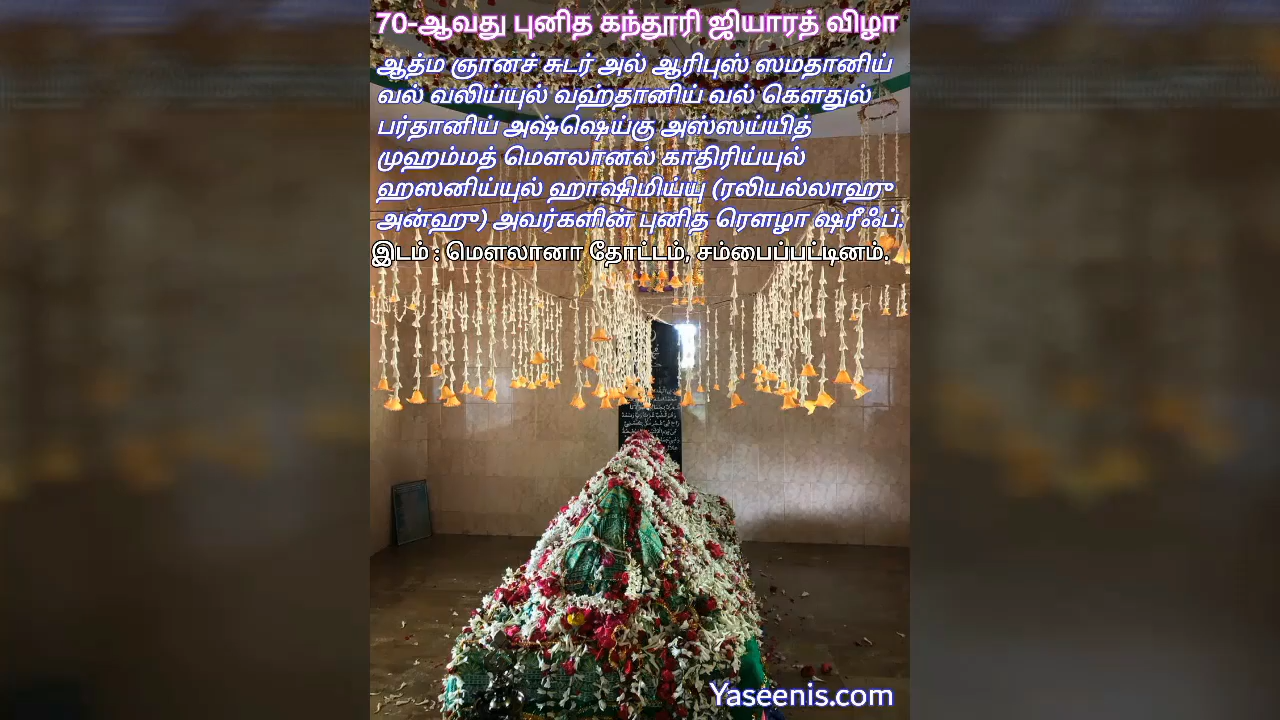 70-ஆவது புனித கந்தூரி ஜியாரத் விழா
ஆத்ம ஞானச் சுடர் அல் ஆரிபுஸ் ஸமதானிய்
வல் வலிய்யுல் வஹ்தானிய் வல் கௌதுல்
பர்தானிய் அஷ்ஷெய்கு அஸ்ஸய்யித்
முஹம்மத் மௌலானல் காதிரிய்யுல்
ஹஸனிய்யுல் ஹாஷிமிய்ய (ரலியல்லாஹு
அன்ஹு) அவர்களின் புனித ரௌழா ஷரீஃப்.
இடம் : மௌலானா தோட்டம், சம்பைப்பட்டினம்.
Yaseenis.com